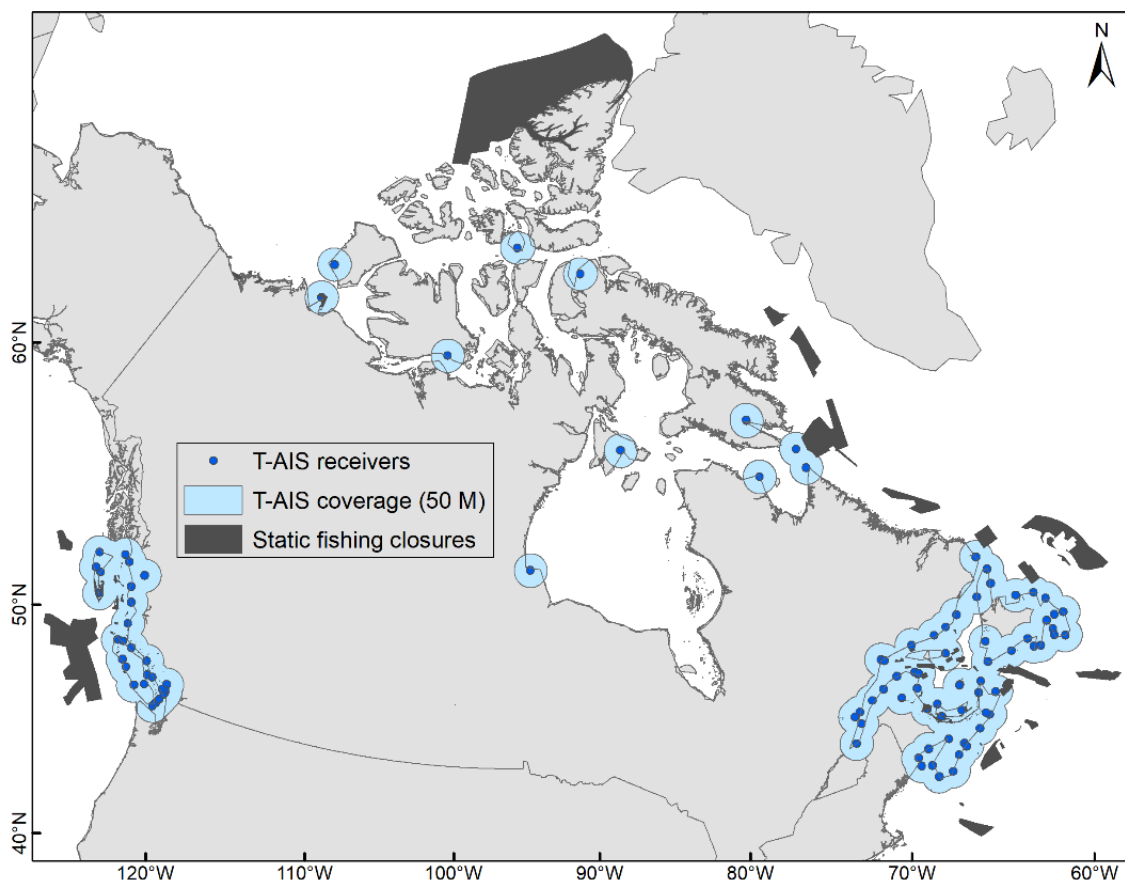 N
60°N
T-AIS receivers
T-AIS coverage (50 M)
Static fishing closures
50°N
40°N
120°W 110°W 100°W 90°W 80°W 70°W 60°W